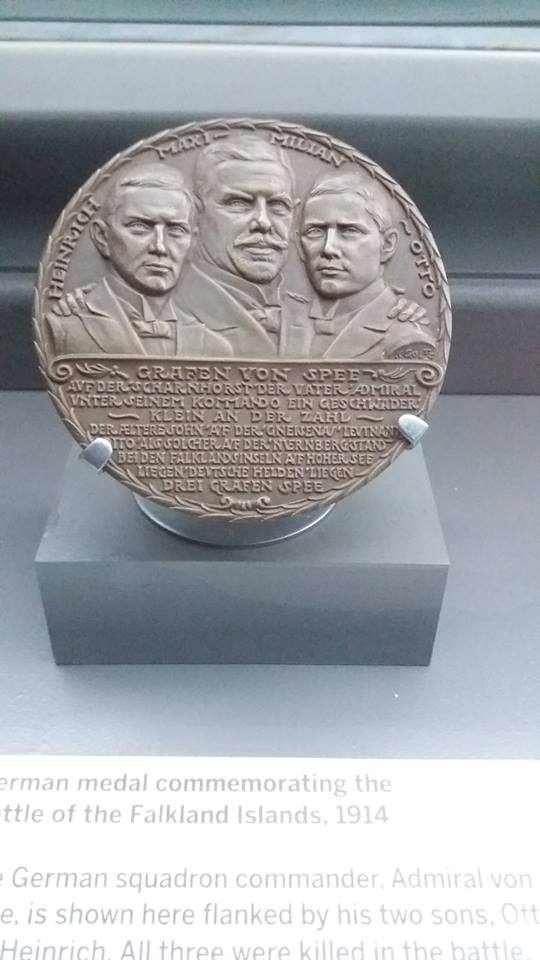 HEINRICH
MAXI-MILIAN
~OTTO
GRAFEN VON SPEE
AVF DER SCHARNHORST DER VATER ADMIRAL
VNTER SEINEM KOMMANDO EIN GESCHWADER
KLEIN AN DER ZAHL
DER ÆLTERE SOHN AVF DER GNEISENAV LEVTNANT
OTTO ALS SOLCHER AVF DER NVERNBERG STAND
BEI DEN FALKLANDSINSELN AVF HOHER SEE
LIEGEN DEVTSCHE HELDEN LIEGEN
DREI GRAFEN SPEE
erman medal commemorating the
ttle of the Falkland Islands, 1914
e German squadron commander, Admiral von
e, is shown here flanked by his two sons, Ott
Heinrich. All three were killed in the battle.